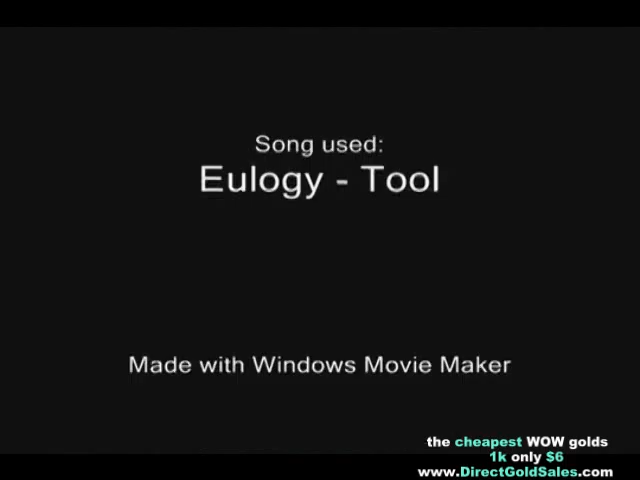 Song used:
Eulogy - Tool
Made with Windows Movie Maker
the cheapest WOW golds
1k only $6
www.DirectGoldSales.com